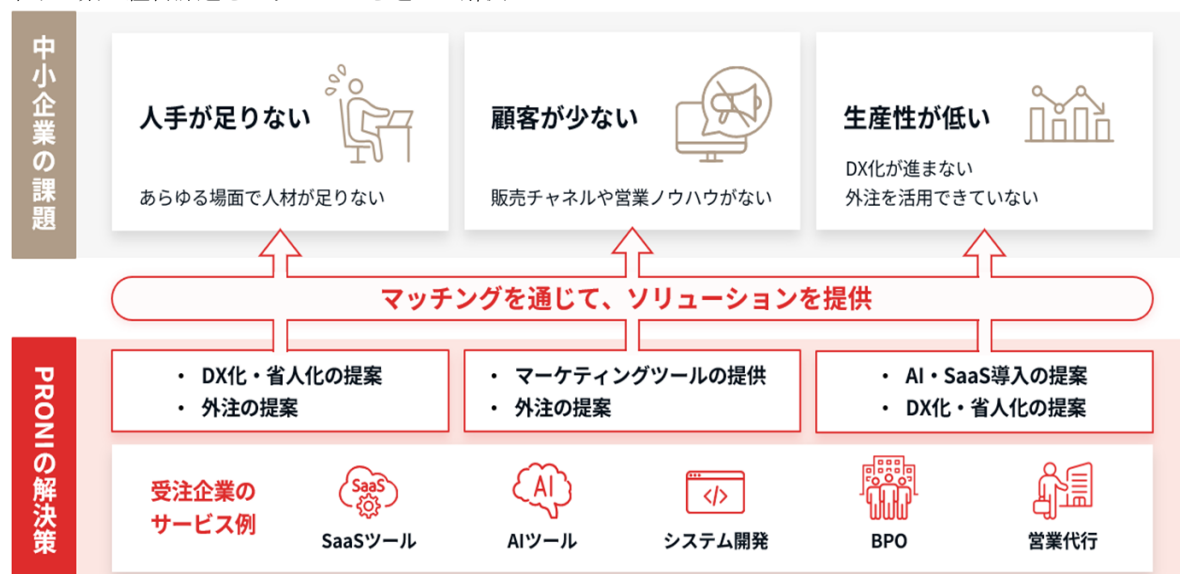 中小企業の課題
人手が足りない
あらゆる場面で人材が足りない
顧客が少ない
販売チャネルや営業ノウハウがない
生産性が低い
DX化が進まない
外注を活用できていない
マッチングを通じて、ソリューションを提供
PRONIの解決策
・ DX化・省人化の提案
・ 外注の提案
・ マーケティングツールの提供
・ 外注の提案
・ AI・SaaS導入の提案
・ DX化・省人化の提案
受注企業の
サービス例
SaaS
SaaSツール
AI
AIツール
</>
システム開発
BPO
営業代行